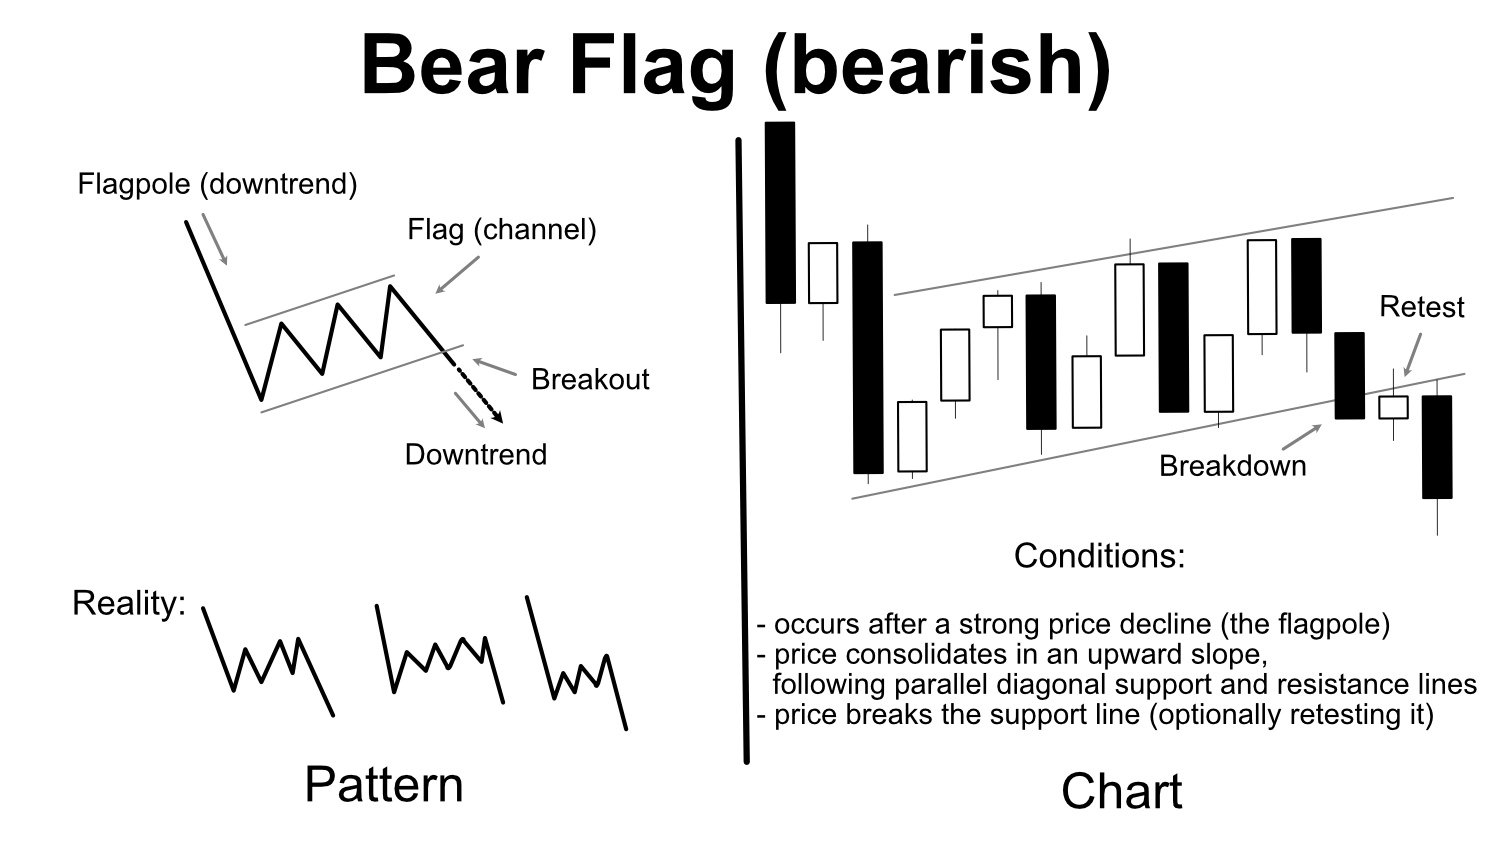 Bear Flag (bearish)
Flagpole (downtrend)
Flag (channel)
Breakout
Downtrend
Reality:
Pattern
Retest
Breakdown
Conditions:
- occurs after a strong price decline (the flagpole)
- price consolidates in an upward slope,
following parallel diagonal support and resistance lines
- price breaks the support line (optionally retesting it)
Chart